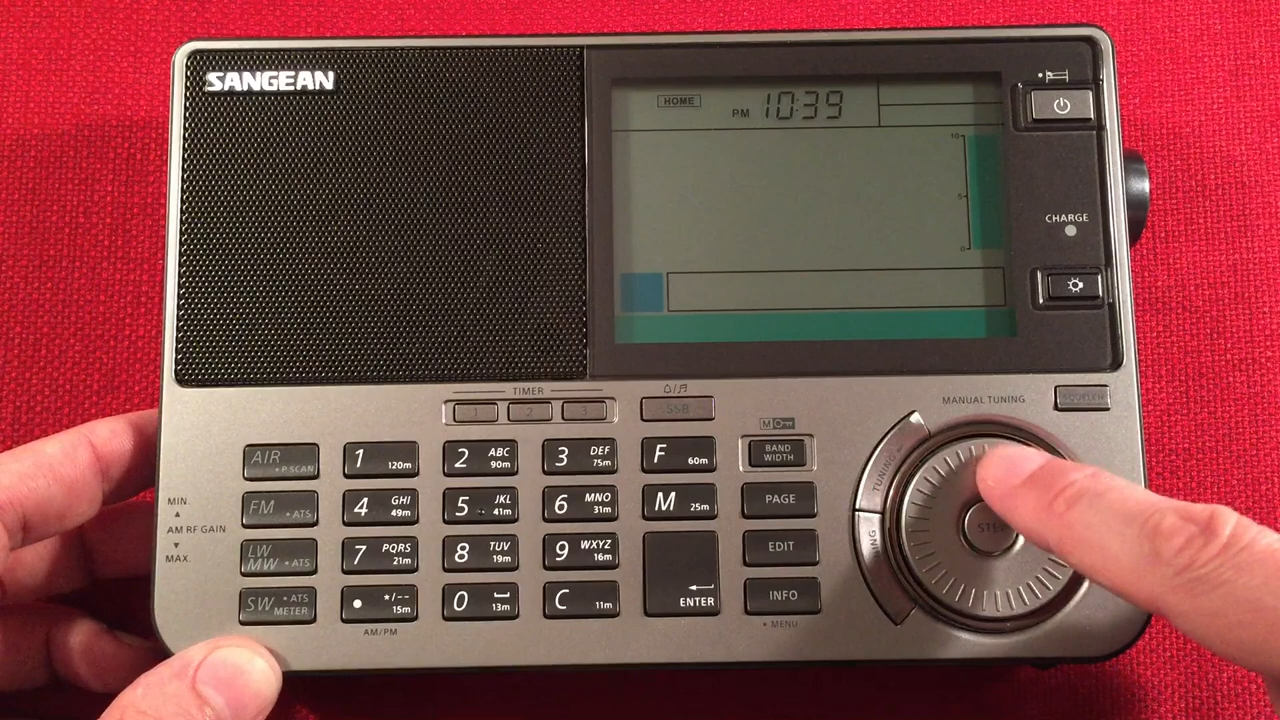 SANGEAN
HOME
PM 10:39
10
5
0
CHARGE
TIMER
1 2 3
SSB
MANUAL TUNING
SQUELCH
M
BAND
WIDTH
AIR • P.SCAN
1 120m
2 ABC 90m
3 DEF 75m
F 60m
FM • ATS
4 GHI 49m
5 JKL 41m
6 MNO 31m
M 25m
PAGE
TUNING
MIN.
AM RF GAIN
MAX.
LW
MW • ATS
7 PQRS 21m
8 TUV 19m
9 WXYZ 16m
ENTER
EDIT
SW • ATS
METER
• */-- 15m
0 13m
C 11m
INFO
AM/PM
• MENU